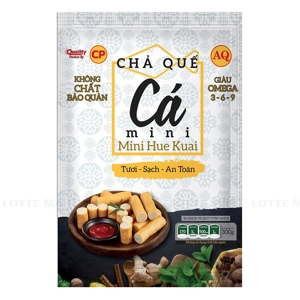 Quality
CP
CHẢ QUẾ
AQ
KHÔNG
CHẤT
BẢO QUẢN
GIÀU
OMEGA
3-6-9
Cá
mini
Mini Hue Kuai
Tươi - Sạch - An Toàn
LOTTE M
500g